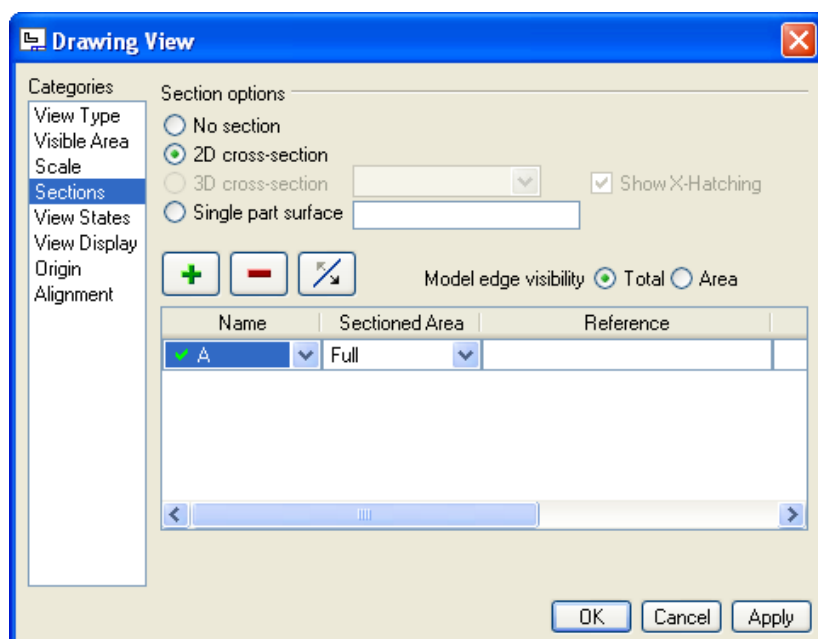 Drawing View
Categories
View Type
Visible Area
Scale
Sections
View States
View Display
Origin
Alignment
Section options
No section
2D cross-section
3D cross-section Show X-Hatching
Single part surface
Model edge visibility Total Area
Name Sectioned Area Reference
A Full
OK Cancel Apply